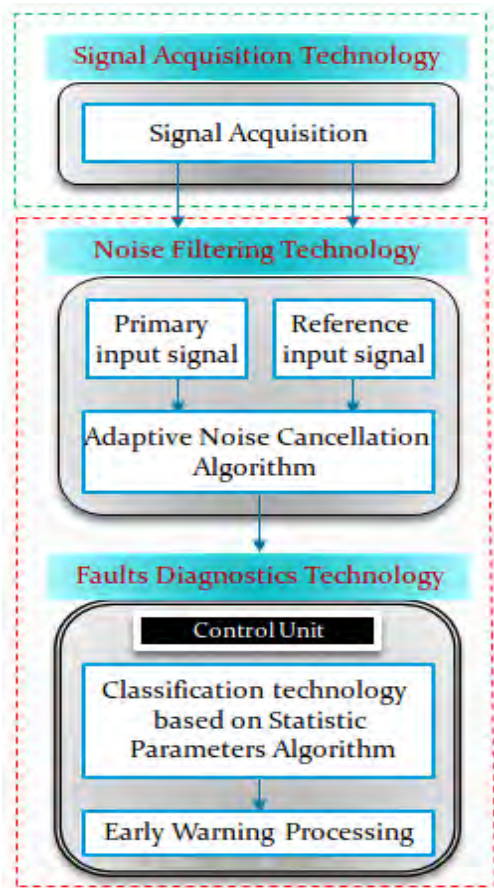 Signal Acquisition Technology
Signal Acquisition
Noise Filtering Technology
Primary
input signal
Reference
input signal
Adaptive Noise Cancellation
Algorithm
Faults Diagnostics Technology
Control Unit
Classification technology
based on Statistic
Parameters Algorithm
Early Warning Processing